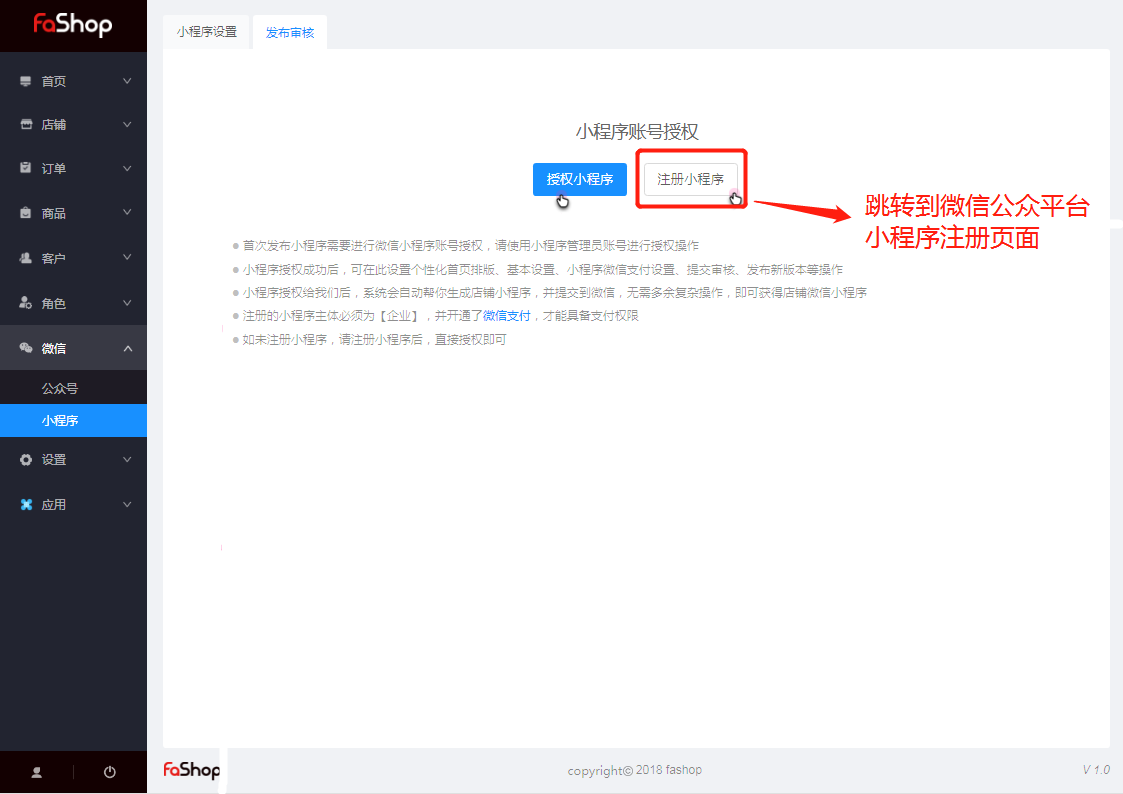 faShop
小程序设置
发布审核
首页
店铺
订单
商品
客户
角色
微信
公众号
小程序
设置
应用
小程序账号授权
授权小程序
注册小程序
跳转到微信公众平台
小程序注册页面
首次发布小程序需要进行微信小程序账号授权，请使用小程序管理员账号进行授权操作
小程序授权成功后，可在此设置个性化首页排版、基本设置、小程序微信支付设置、提交审核、发布新版本等操作
小程序授权给我们后，系统会自动帮你生成店铺小程序，并提交到微信，无需多余复杂操作，即可获得店铺微信小程序
注册的小程序主体必须为【企业】，并开通了微信支付，才能具备支付权限
如未注册小程序，请注册小程序后，直接授权即可
faShop
copyright© 2018 fashop
V 1.0